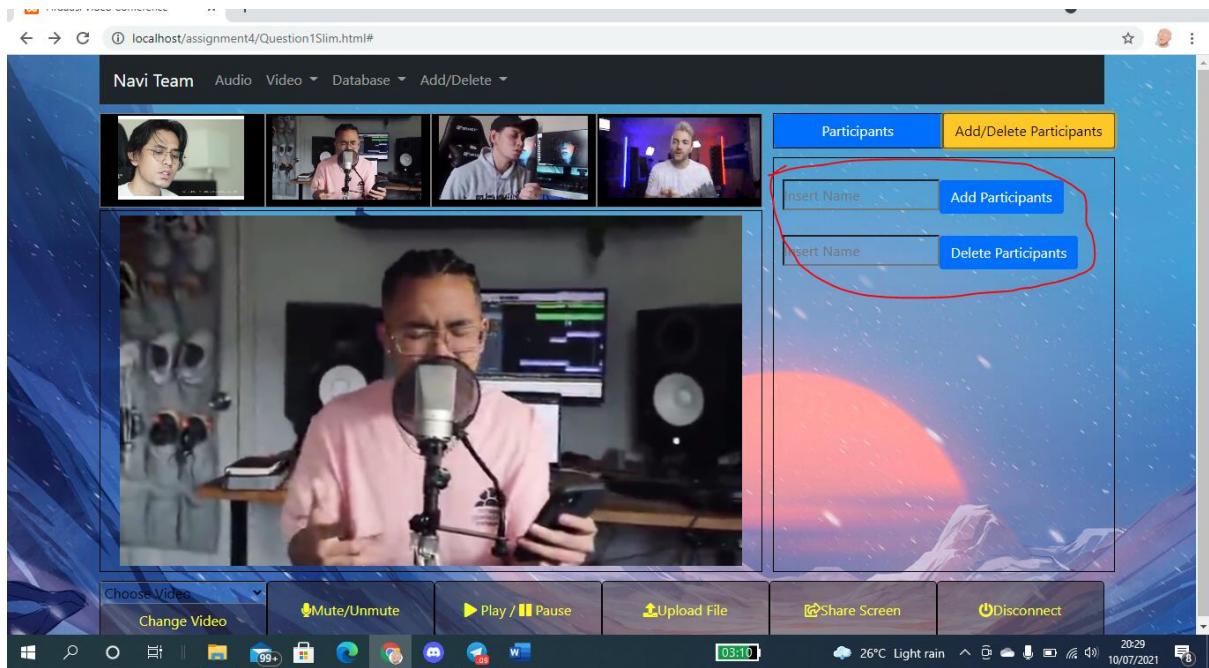 localhost/assignment4/Question1Slim.html#
Navi Team Audio Video Database Add/Delete
Participants Add/Delete Participants
Insert Name Add Participants
Insert Name Delete Participants
Choose Video
Change Video
Mute/Unmute
Play / Pause
Upload File
Share Screen
Disconnect
99+
03:10
26°C Light rain
20:29
10/07/2021
8